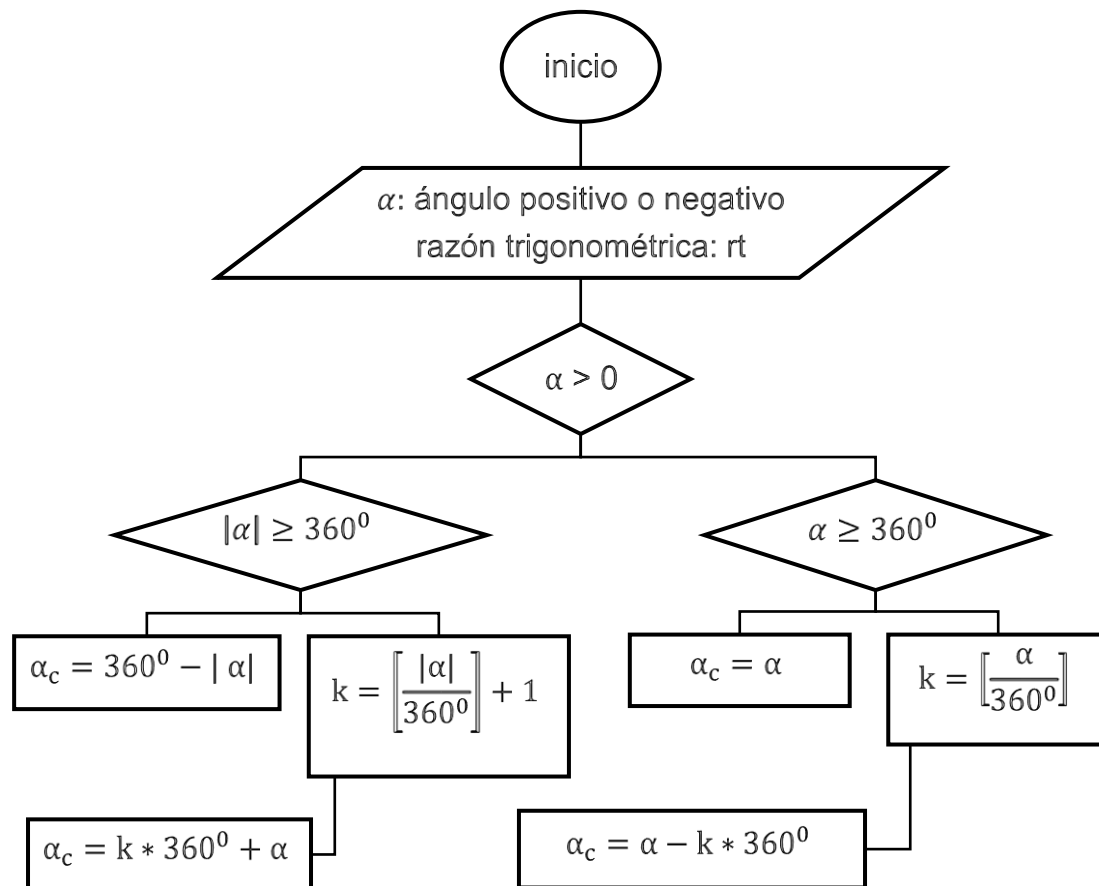 inicio
α: ángulo positivo o negativo
razón trigonométrica: rt
α > 0
|α| ≥ 360⁰
α ≥ 360⁰
α_c = 360⁰ − | α|
k = ⟦|α|/360⁰⟧ + 1
α_c = α
k = ⟦α/360⁰⟧
α_c = k ∗ 360⁰ + α
α_c = α − k ∗ 360⁰